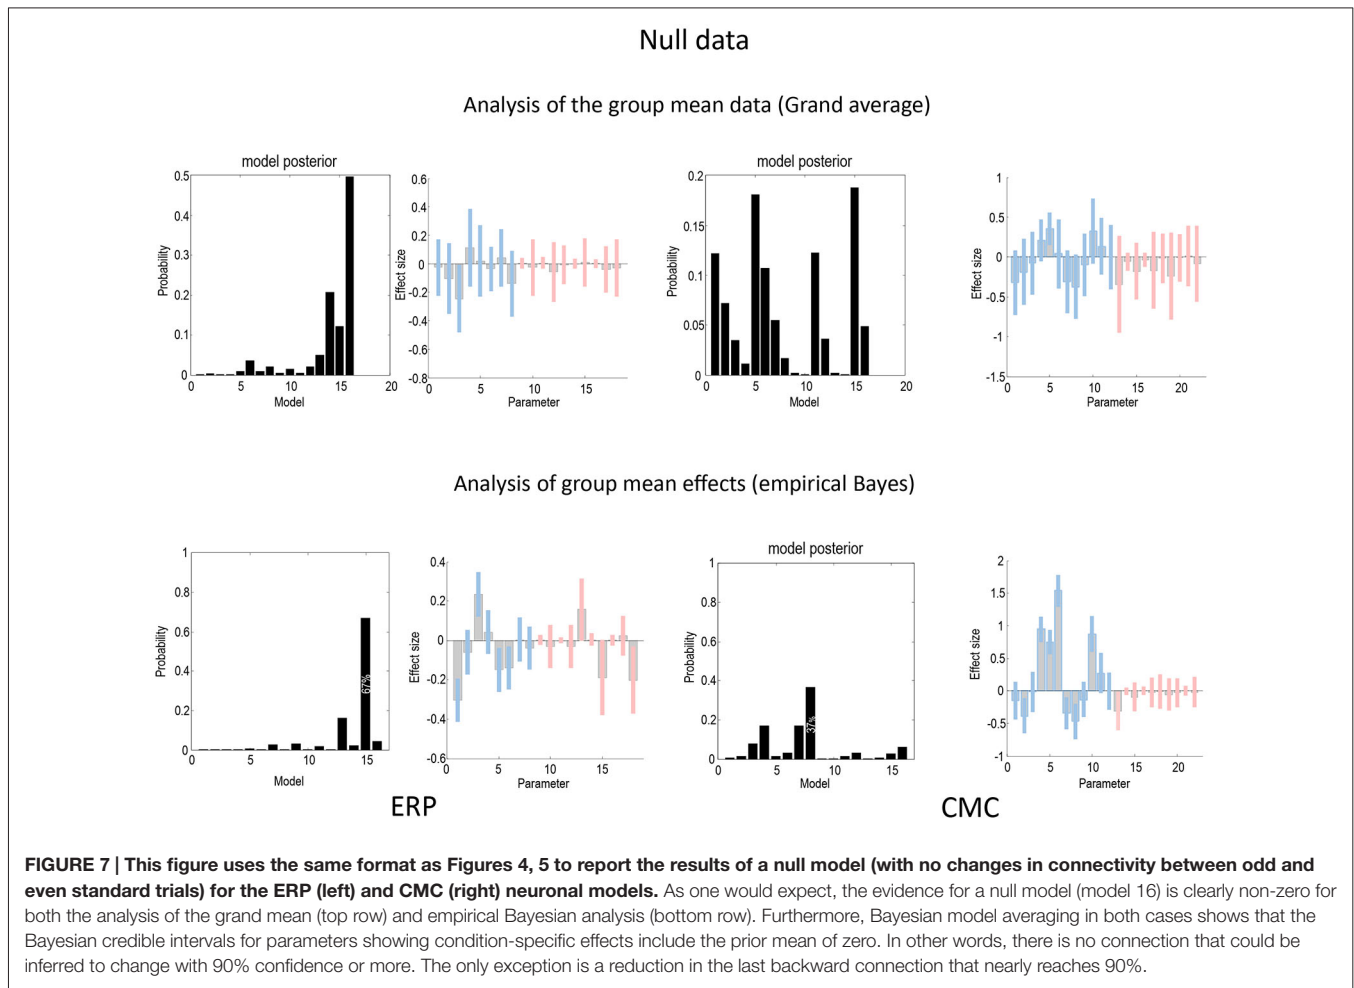 Null data
Analysis of the group mean data (Grand average)
model posterior
0.5
0.4
0.3
0.2
0.1
0
5
10
15
20
Probability
Model
0.6
0.4
0.2
0
-0.2
-0.4
-0.6
-0.8
0
5
10
15
Effect size
Parameter
model posterior
0.2
0.15
0.1
0.05
0
0
5
10
15
20
Probability
Model
1
0.5
0
-0.5
-1
-1.5
0
5
10
15
20
Effect size
Parameter
Analysis of group mean effects (empirical Bayes)
1
0.8
0.6
0.4
0.2
0
5
10
15
67%
Probability
Model
0.4
0.2
0
-0.2
-0.4
-0.6
0
5
10
15
Effect size
Parameter
model posterior
1
0.8
0.6
0.4
0.2
0
0
5
10
15
37%
Probability
Model
2
1.5
1
0.5
0
-0.5
-1
0
5
10
15
20
Effect size
Parameter
ERP
CMC
FIGURE 7 | This figure uses the same format as Figures 4, 5 to report the results of a null model (with no changes in connectivity between odd and
even standard trials) for the ERP (left) and CMC (right) neuronal models. As one would expect, the evidence for a null model (model 16) is clearly non-zero for
both the analysis of the grand mean (top row) and empirical Bayesian analysis (bottom row). Furthermore, Bayesian model averaging in both cases shows that the
Bayesian credible intervals for parameters showing condition-specific effects include the prior mean of zero. In other words, there is no connection that could be
inferred to change with 90% confidence or more. The only exception is a reduction in the last backward connection that nearly reaches 90%.